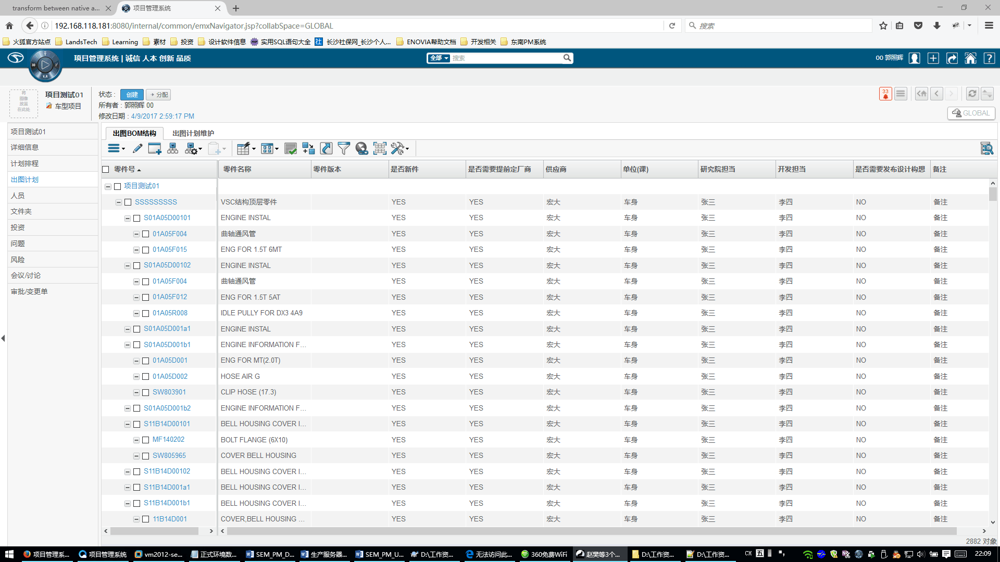 transform between native a...
项目管理系统
192.168.118.181:8080/internal/common/emxNavigator.jsp?collabSpace=GLOBAL
搜索
火狐官方站点 LandsTech Learning 素材 投资 设计软件信息 实用SQL语句大全 社 长沙社保网_长沙个人... ENOVIA帮助文档 开发相关 东南PM系统
项目管理系统 | 诚信 人本 创新 品质
全部 搜索
00 郭照辉
3D V.R
将
图像
放置
在此处
项目测试01
车型项目
状态 : 创建 分配
所有者 : 郭照辉 00
修改日期 : 4/9/2017 2:59:17 PM
33
GLOBAL
项目测试01
详细信息
计划排程
出图计划
人员
文件夹
投资
问题
风险
会议/讨论
审批/变更单
出图BOM结构 出图计划维护
零件号 零件名称 零件版本 是否新件 是否需要提前定厂商 供应商 单位(课) 研究院担当 开发担当 是否需要发布设计构想 备注
项目测试01
SSSSSSSSS VSC结构顶层零件 YES YES 宏大 车身 张三 李四 NO 备注
S01A05D00101 ENGINE INSTAL YES YES 宏大 车身 张三 李四 NO 备注
01A05F004 曲轴通风管 YES YES 宏大 车身 张三 李四 NO 备注
01A05F015 ENG FOR 1.5T 6MT YES YES 宏大 车身 张三 李四 NO 备注
S01A05D00102 ENGINE INSTAL YES YES 宏大 车身 张三 李四 NO 备注
01A05F004 曲轴通风管 YES YES 宏大 车身 张三 李四 NO 备注
01A05F012 ENG FOR 1.5T 5AT YES YES 宏大 车身 张三 李四 NO 备注
01A05R008 IDLE PULLY FOR DX3 4A9 YES YES 宏大 车身 张三 李四 NO 备注
S01A05D001a1 ENGINE INSTAL YES YES 宏大 车身 张三 李四 NO 备注
S01A05D001b1 ENGINE INFORMATION F... YES YES 宏大 车身 张三 李四 NO 备注
01A05D001 ENG FOR MT(2.0T) YES YES 宏大 车身 张三 李四 NO 备注
01A05D002 HOSE AIR G YES YES 宏大 车身 张三 李四 NO 备注
SW803901 CLIP HOSE (17.3) YES YES 宏大 车身 张三 李四 NO 备注
S01A05D001b2 ENGINE INFORMATION F... YES YES 宏大 车身 张三 李四 NO 备注
S11B14D00101 BELL HOUSING COVER I... YES YES 宏大 车身 张三 李四 NO 备注
MF140202 BOLT FLANGE (6X10) YES YES 宏大 车身 张三 李四 NO 备注
SW805965 COVER BELL HOUSING YES YES 宏大 车身 张三 李四 NO 备注
S11B14D00102 BELL HOUSING COVER I... YES YES 宏大 车身 张三 李四 NO 备注
S11B14D001a1 BELL HOUSING COVER I... YES YES 宏大 车身 张三 李四 NO 备注
S11B14D001b1 BELL HOUSING COVER I... YES YES 宏大 车身 张三 李四 NO 备注
11B14D001 COVER,BELL HOUSING ... YES YES 宏大 车身 张三 李四 NO 备注
2882 对象
项目管理系... 项目管理系统 vm2012-se... 正式环境数... SEM_PM_D... 生产服务器... SEM_PM_U... D:\工作资... 无法访问此... 360免费WiFi 赵樊等3个... D:\工作资... D:\工作资... CH 五 22:09